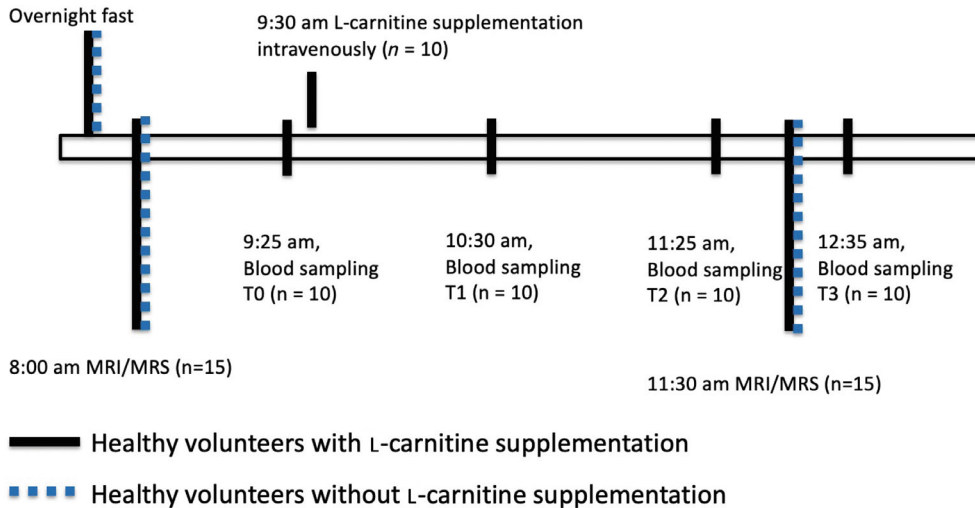 Overnight fast
9:30 am L-carnitine supplementation
intravenously (n = 10)
9:25 am,
Blood sampling
T0 (n = 10)
10:30 am,
Blood sampling
T1 (n = 10)
11:25 am,
Blood sampling
T2 (n = 10)
12:35 am,
Blood sampling
T3 (n = 10)
8:00 am MRI/MRS (n=15)
11:30 am MRI/MRS (n=15)
Healthy volunteers with L-carnitine supplementation
Healthy volunteers without L-carnitine supplementation